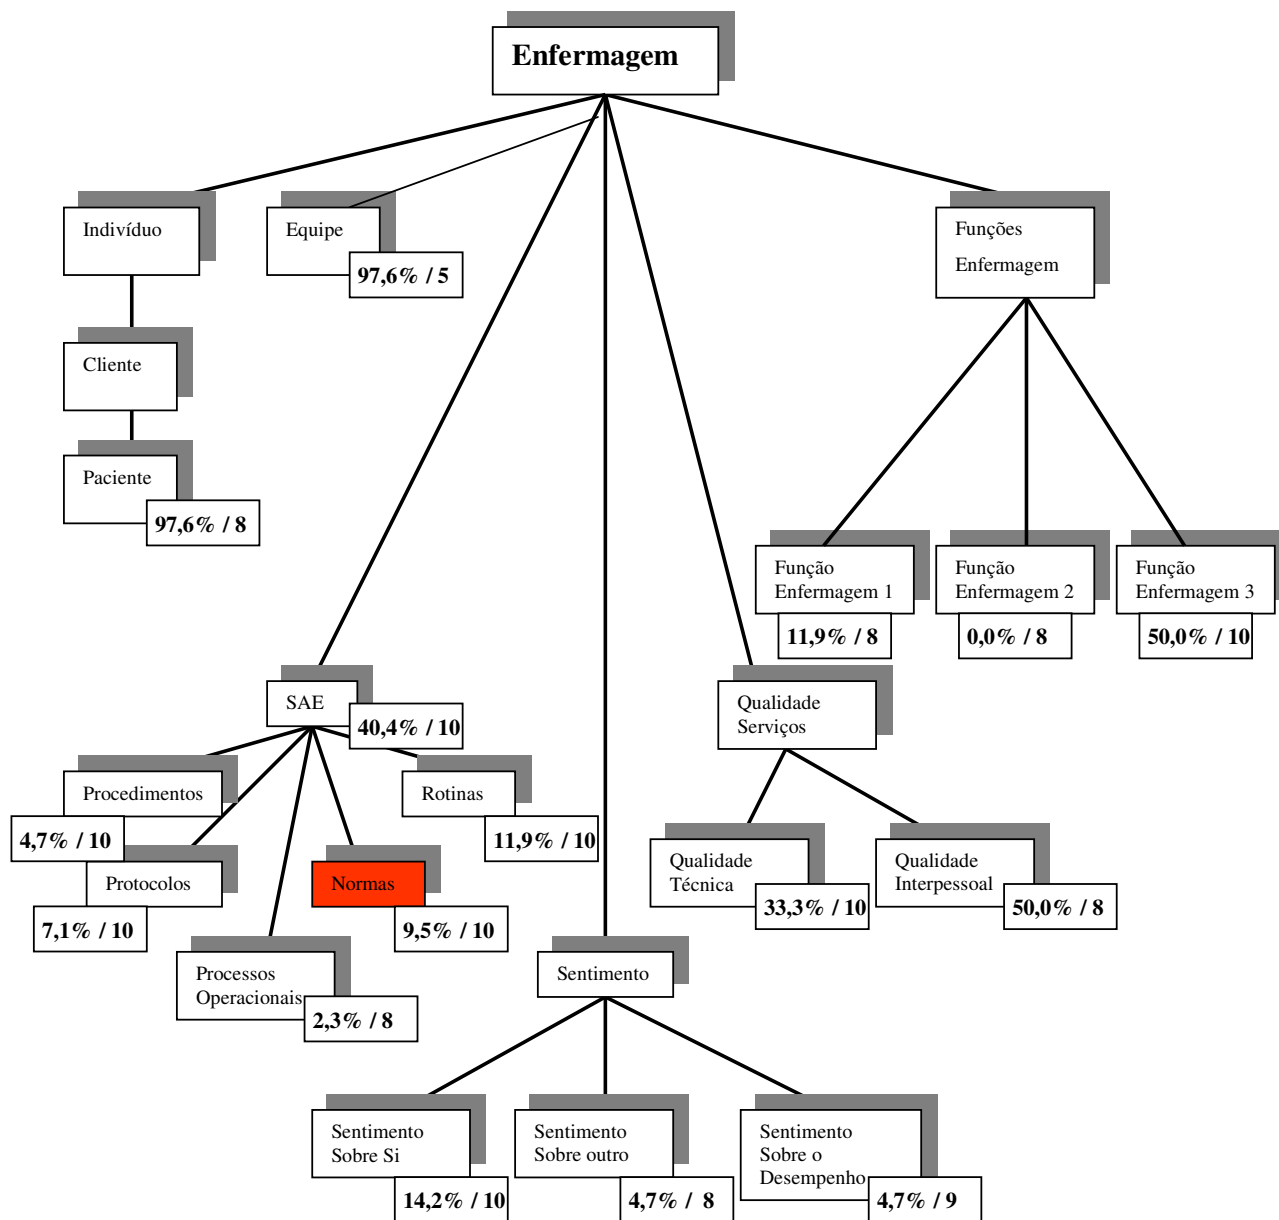 Enfermagem
Indivíduo
Equipe
97,6% / 5
Funções
Enfermagem
Cliente
Paciente
97,6% / 8
Função
Enfermagem 1
11,9% / 8
Função
Enfermagem 2
0,0% / 8
Função
Enfermagem 3
50,0% / 10
SAE
40,4% / 10
Qualidade
Serviços
Procedimentos
4,7% / 10
Rotinas
11,9% / 10
Protocolos
7,1% / 10
Normas
9,5% / 10
Qualidade
Técnica
33,3% / 10
Qualidade
Interpessoal
50,0% / 8
Processos
Operacionais
2,3% / 8
Sentimento
Sentimento
Sobre Si
14,2% / 10
Sentimento
Sobre outro
4,7% / 8
Sentimento
Sobre o
Desempenho
4,7% / 9